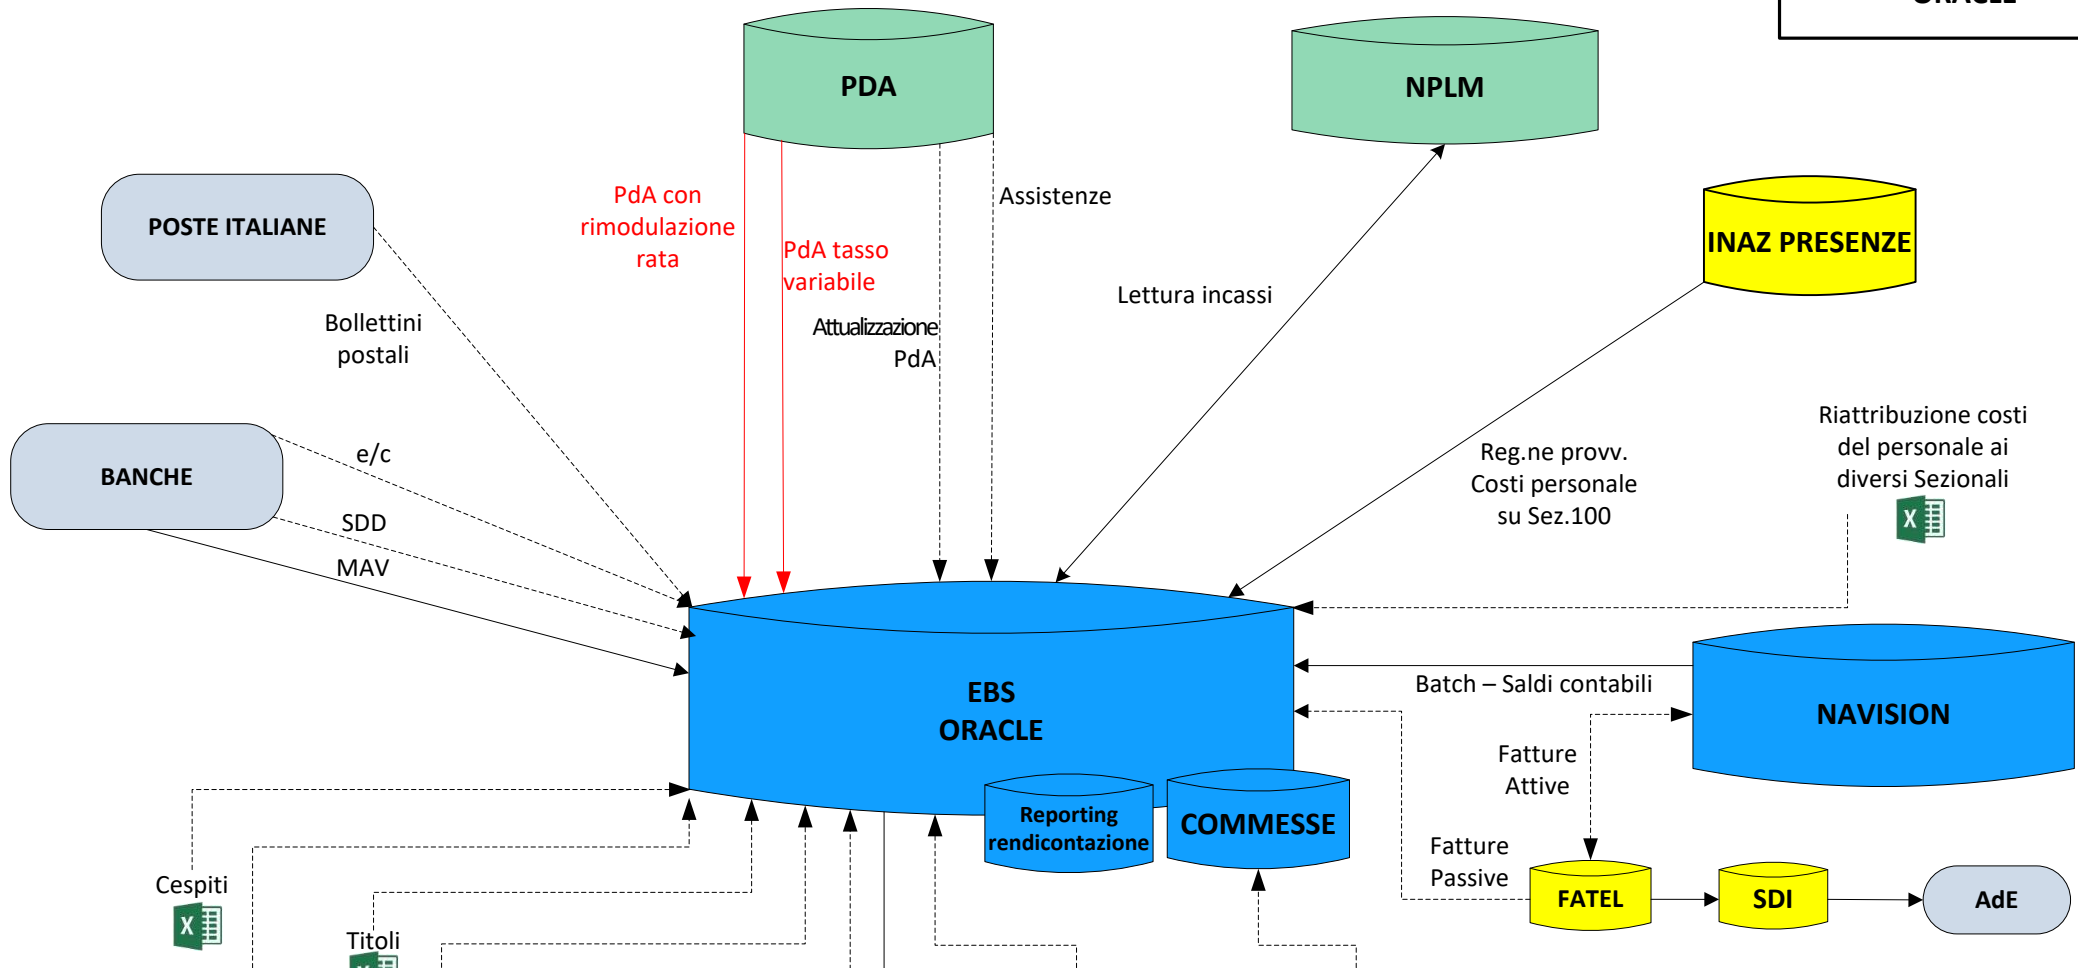 ORACLE
PDA
NPLM
POSTE ITALIANE
PdA con
rimodulazione
rata
PdA tasso
variabile
Assistenze
INAZ PRESENZE
Lettura incassi
Attualizzazione
PdA
Bollettini
postali
BANCHE
e/c
SDD
MAV
Reg.ne provv.
Costi personale
su Sez.100
Riattribuzione costi
del personale ai
diversi Sezionali
X
EBS
ORACLE
Batch – Saldi contabili
NAVISION
Fatture
Attive
Reporting
rendicontazione
COMMESSE
Fatture
Passive
FATEL
SDI
AdE
Cespiti
X
Titoli